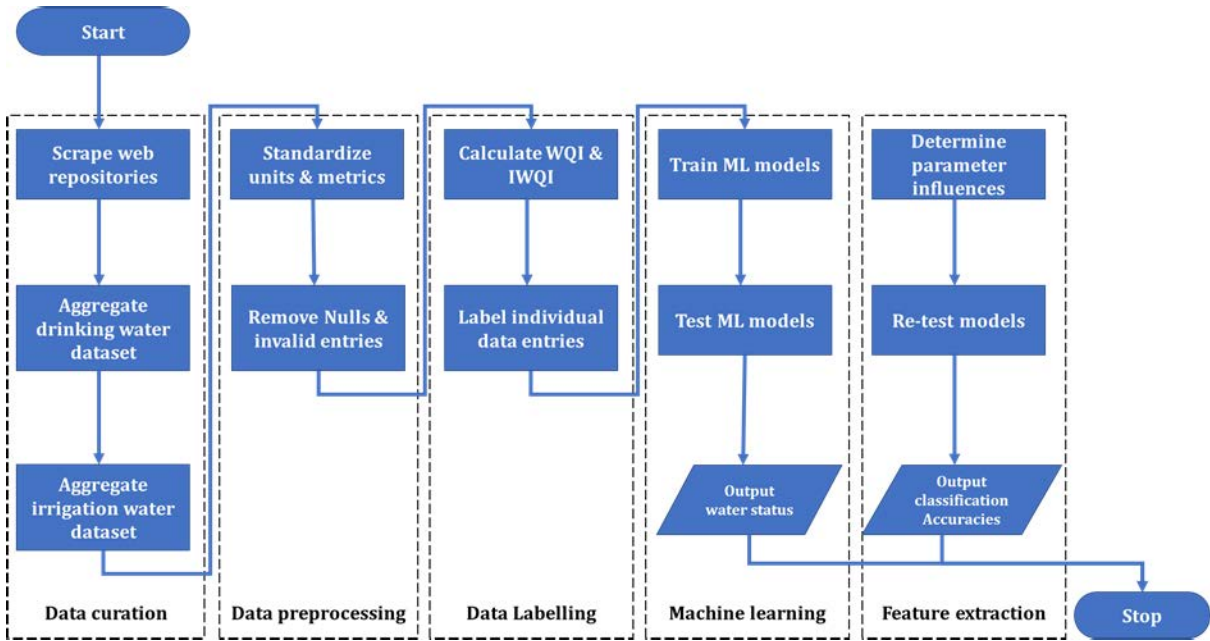 Start
Scrape web
repositories
Aggregate
drinking water
dataset
Aggregate
irrigation water
dataset
Data curation
Standardize
units & metrics
Remove Nulls &
invalid entries
Data preprocessing
Calculate WQI &
IWQI
Label individual
data entries
Data Labelling
Train ML models
Test ML models
Output
water status
Machine learning
Determine
parameter
influences
Re-test models
Output
classification
Accuracies
Feature extraction
Stop